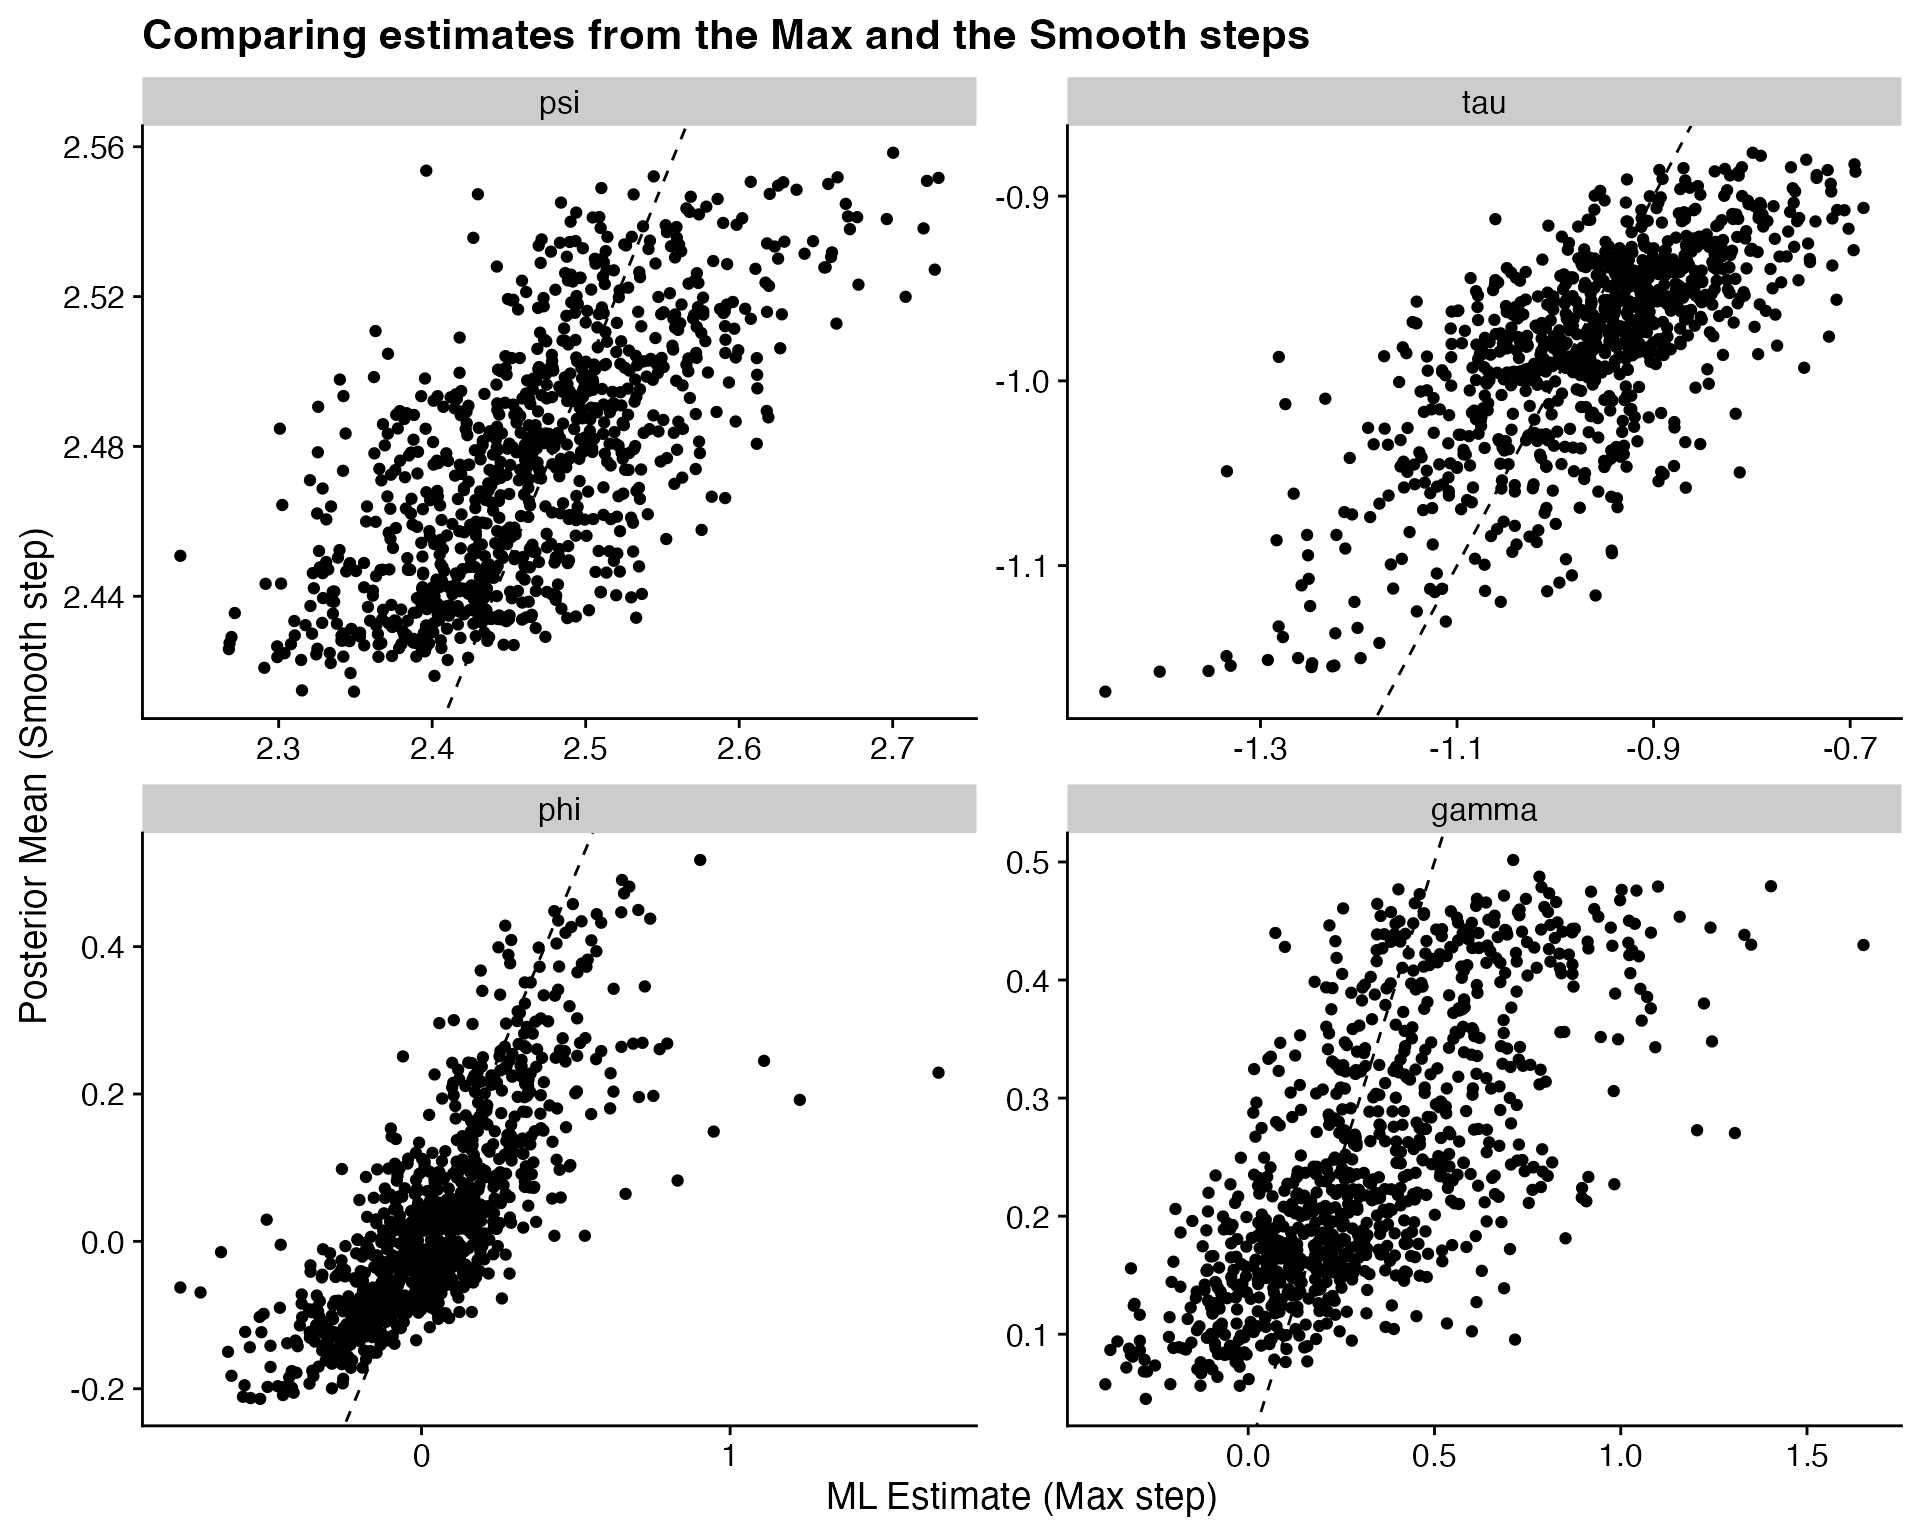 Comparing estimates from the Max and the Smooth steps
psi
tau
2.56
2.52
2.48
2.44
-0.9
-1.0
-1.1
2.3 2.4 2.5 2.6 2.7
-1.3 -1.1 -0.9 -0.7
Posterior Mean (Smooth step)
phi
gamma
0.4
0.2
0.0
-0.2
0.5
0.4
0.3
0.2
0.1
0 1
0.0 0.5 1.0 1.5
ML Estimate (Max step)